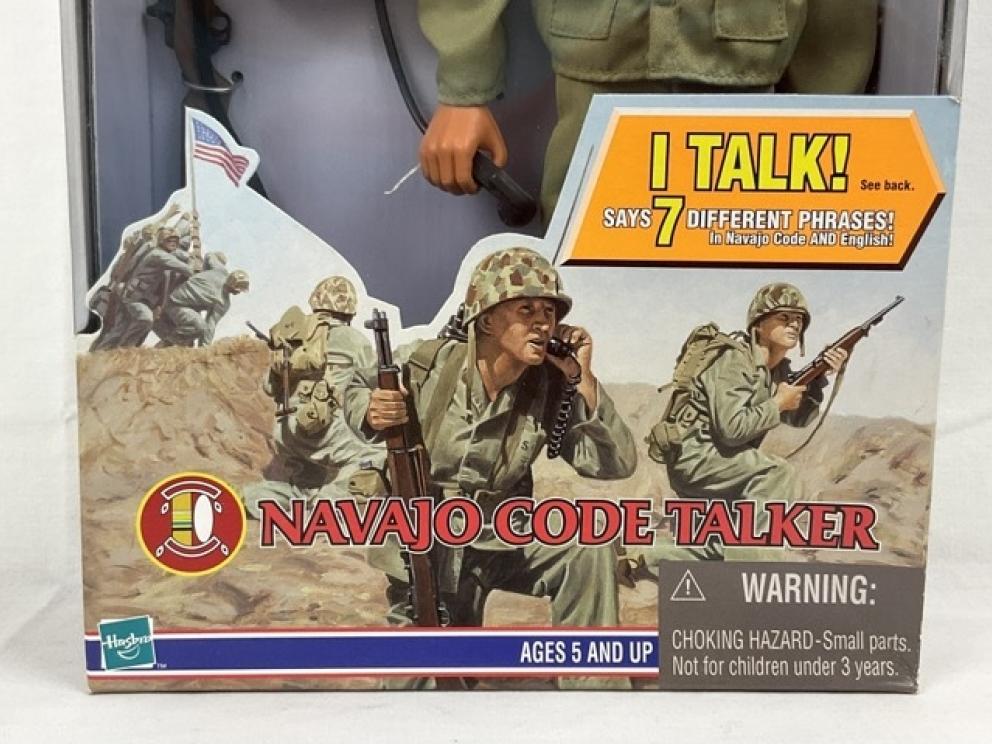 I TALK!
See back.
SAYS 7 DIFFERENT PHRASES!
In Navajo Code AND English!
NAVAJO CODE TALKER
WARNING:
CHOKING HAZARD-Small parts.
Not for children under 3 years.
Hasbro
TM
AGES 5 AND UP